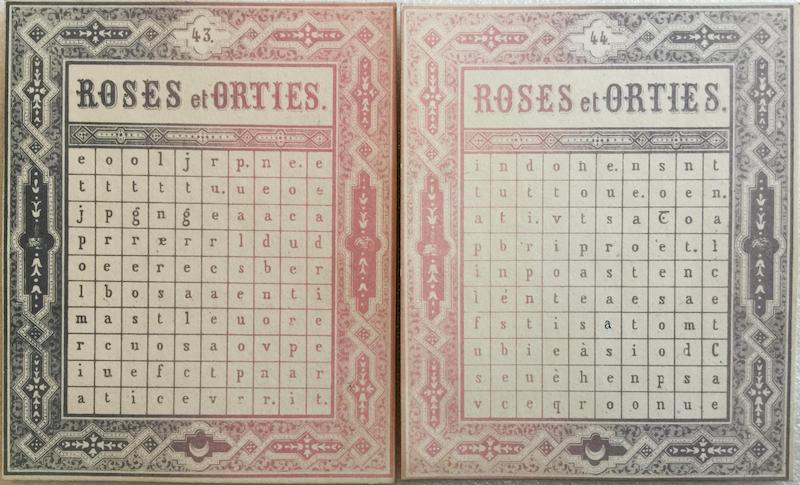 43.
ROSES et ORTIES.
e o o l j r p. n e. e
t t t t t u. u e o s
j p g n g e a a c a
p r r æ r r l d u d
o e e r e c s b e r
l b o s a a e n t i
m a s t l e u o r e
r c u o s a o v p e
i u e f c t p n a r
a t i c e v r r. i t.
44.
ROSES et ORTIES.
i n d o n e. n s n t
t u t t o u e. o e n.
a t i. v t s a T o a
p b r i p r o e t. l
i n p o a s t e n c
l é n t e a e s a e
f s t i s a t o m t
u b i e à s i o d C
s e u è h e n p s a
v c e q r o o n u e